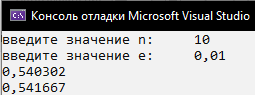 Консоль отладки Microsoft Visual Studio
введите значение n:     10
введите значение e:     0,01
0,540302
0,541667